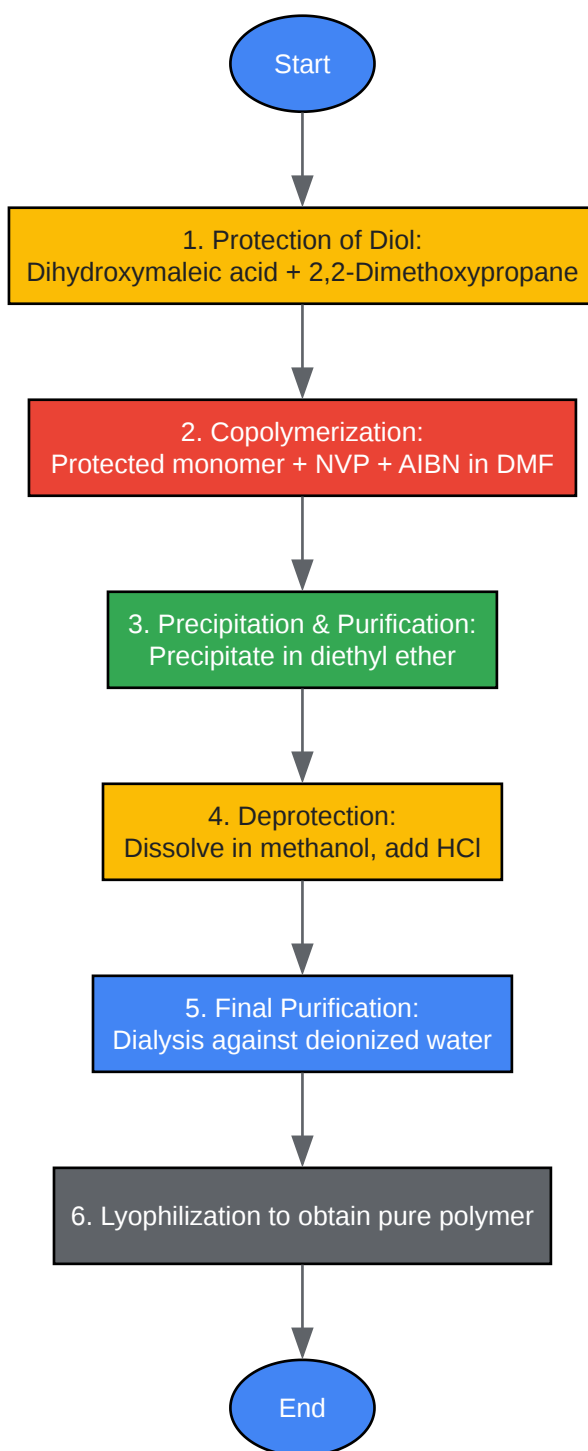 Start
1. Protection of Diol:
Dihydroxymaleic acid + 2,2-Dimethoxypropane
2. Copolymerization:
Protected monomer + NVP + AIBN in DMF
3. Precipitation & Purification:
Precipitate in diethyl ether
4. Deprotection:
Dissolve in methanol, add HCl
5. Final Purification:
Dialysis against deionized water
6. Lyophilization to obtain pure polymer
End